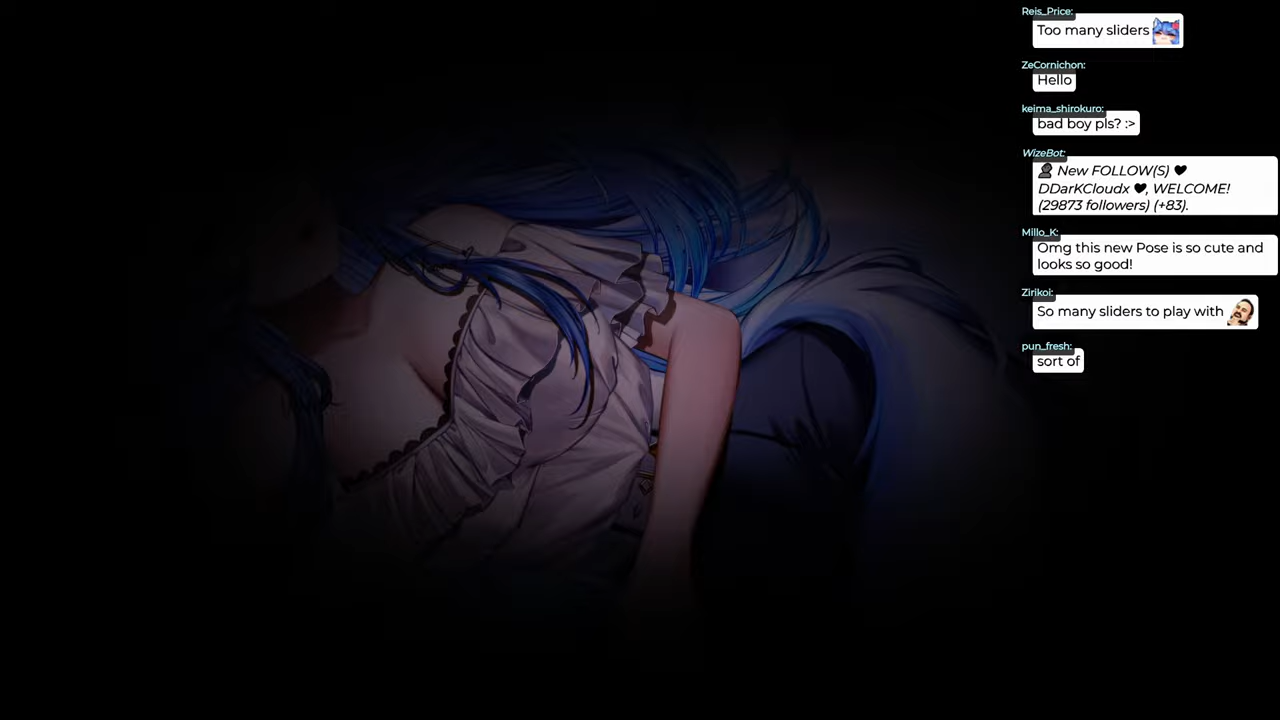 Reis_Price:
Too many sliders
ZeCornichon:
Hello
keima_shirokuro:
bad boy pls? :>
WizeBot:
👤 New FOLLOW(S) ♥
DDarKCloudx ♥, WELCOME!
(29873 followers) (+83).
Millo_K:
Omg this new Pose is so cute and
looks so good!
Zirikoi:
So many sliders to play with
pun_fresh:
sort of